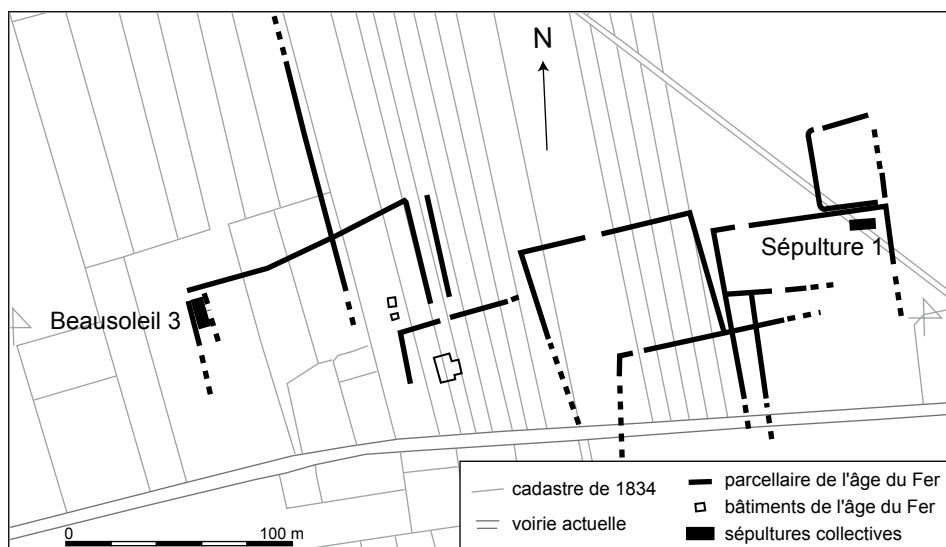 N
Sépulture 1
Beausoleil 3
cadastre de 1834
voirie actuelle
parcellaire de l'âge du Fer
bâtiments de l'âge du Fer
sépultures collectives
0 100 m